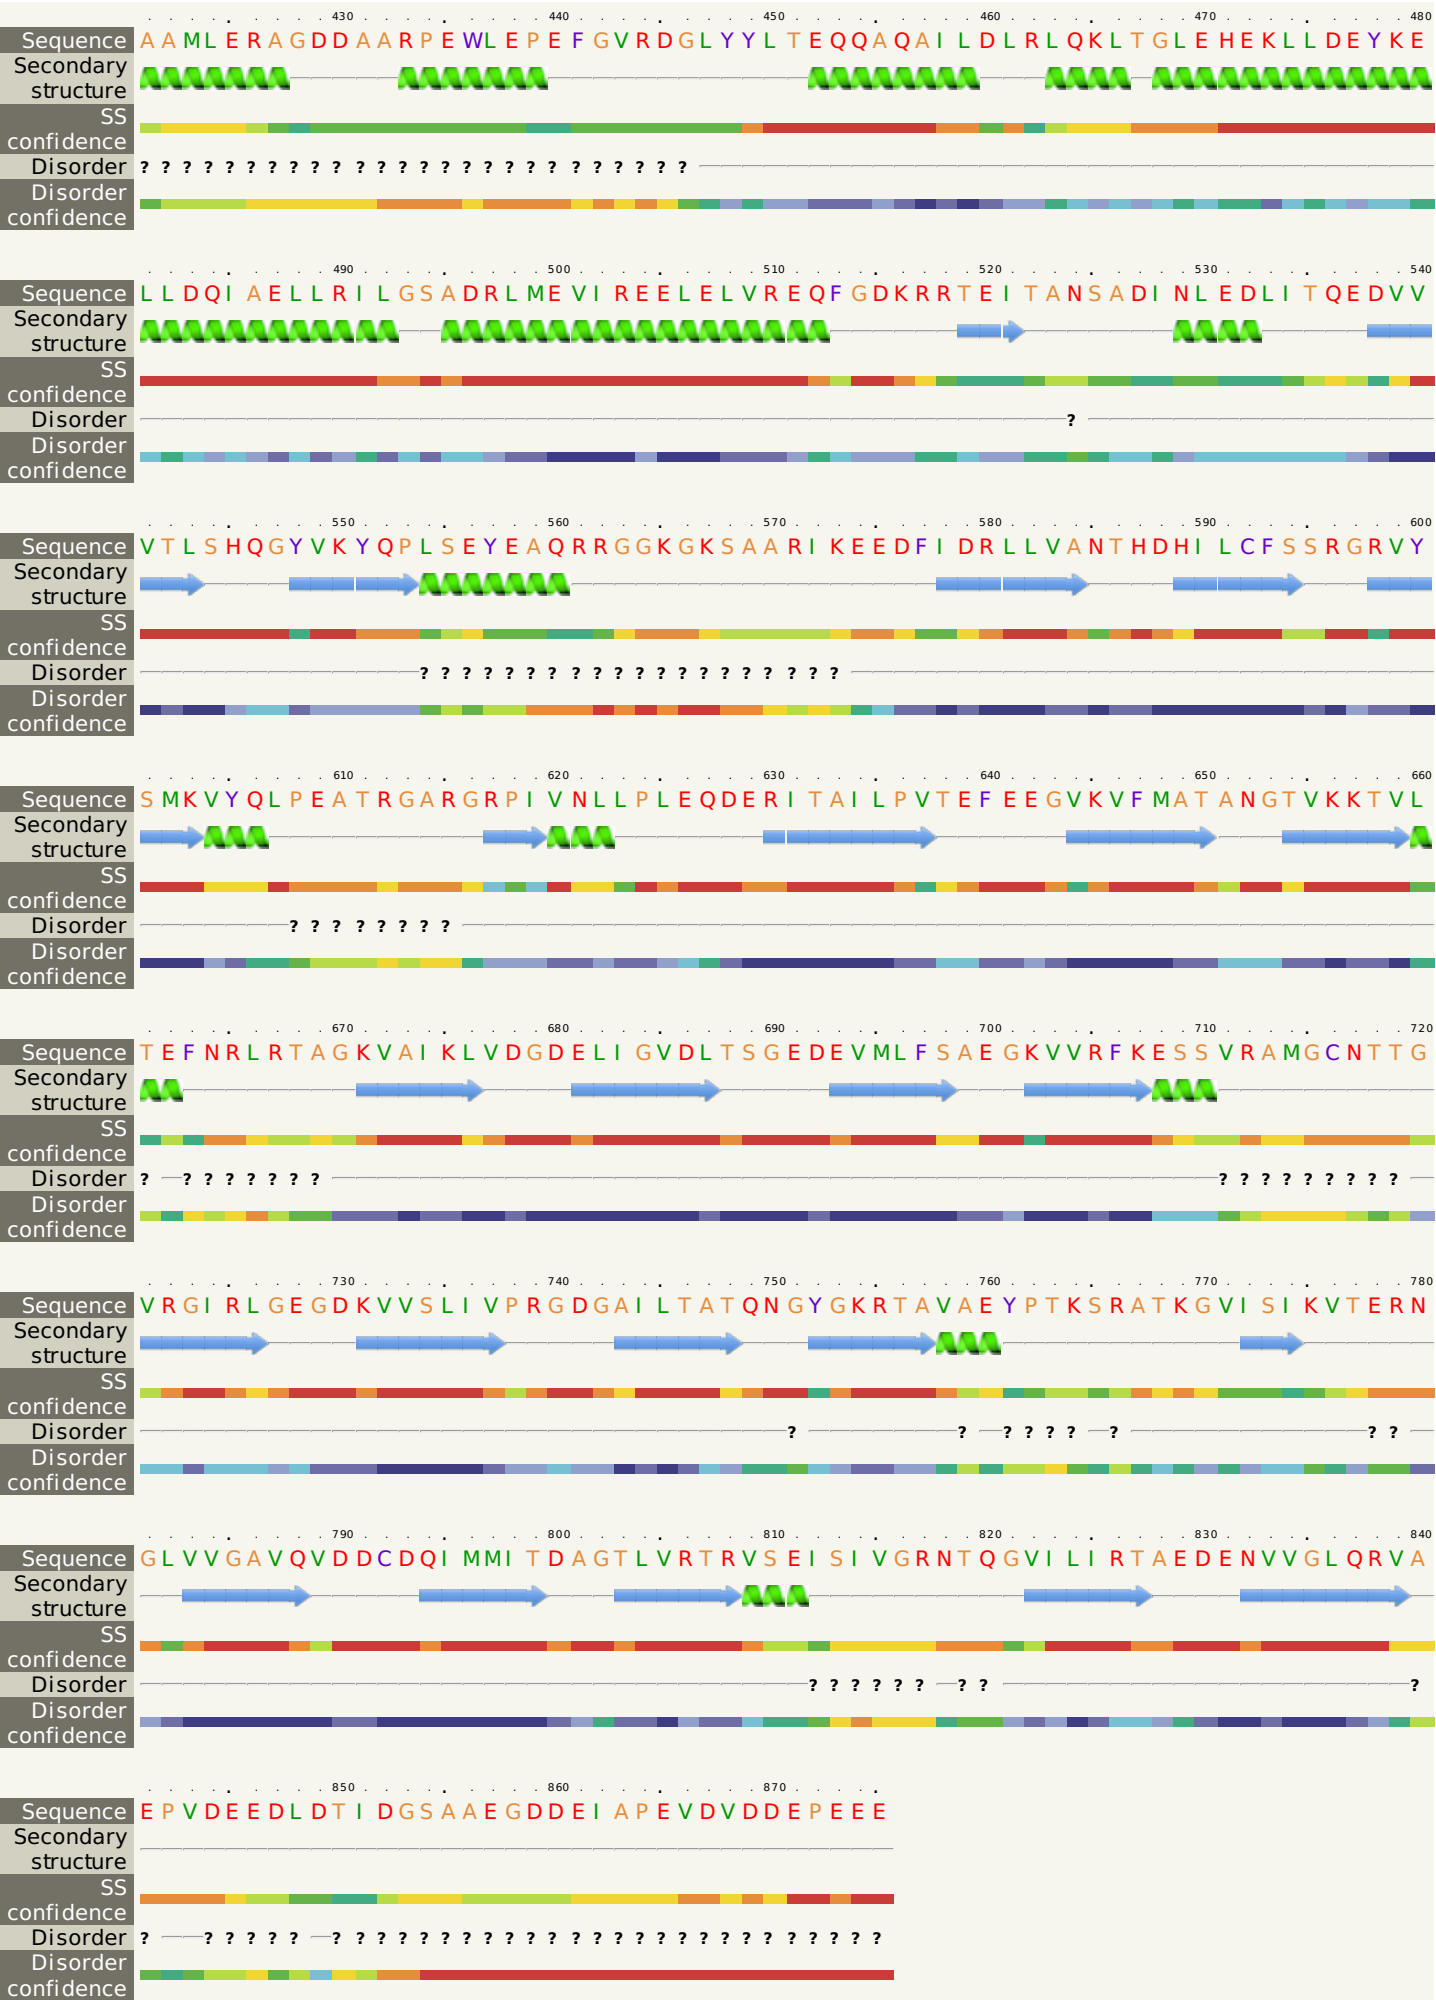 430 440 450 460 470 480
Sequence AAMLERAGDDAARPEWLEPEFGVRDGLYYLTEQQAQAILDLRLQKLTGLEHEKLLDEYKE
Secondary
structure
SS
confidence
Disorder ? ? ? ? ? ? ? ? ? ? ? ? ? ? ? ? ? ? ? ? ? ? ? ? ? ?
Disorder
confidence
490 500 510 520 530 540
Sequence LLDQIAELLRILGSADRLMEVIREELELVREQFGDKRRTEITANSADINLEDLITQEDVV
Secondary
structure
SS
confidence
Disorder ?
Disorder
confidence
550 560 570 580 590 600
Sequence VTLSHQGYVKYQPLSEYEAQRRGGKGKSAARIKEEDFIDRLLVANTHDHILCFSSRGRVY
Secondary
structure
SS
confidence
Disorder ? ? ? ? ? ? ? ? ? ? ? ? ? ? ? ? ? ? ? ?
Disorder
confidence
610 620 630 640 650 660
Sequence SMKVYQLPEATRGARGRPIVNLLPLEQDERITAILPVTEFEEGVKVFMATANGTVKKTVL
Secondary
structure
SS
confidence
Disorder ? ? ? ? ? ? ? ?
Disorder
confidence
670 680 690 700 710 720
Sequence TEFNRLRTAGKVAIKLVDGDELIGVDLTSGEDEVMLFSAEGKVVRFKESSVRAMGCNTTG
Secondary
structure
SS
confidence
Disorder ? ? ? ? ? ? ? ? ? ? ? ? ? ? ? ? ?
Disorder
confidence
730 740 750 760 770 780
Sequence VRGIRLGEGDKVVSLIVPRGDGAILTATQNGYGKRTAVAEYPTKSRATKGVISIKVTERN
Secondary
structure
SS
confidence
Disorder ? ? ? ? ? ? ? ? ?
Disorder
confidence
790 800 810 820 830 840
Sequence GLVVGAVQVDDCDQIMMITDAGTLVRTRVSEISIVGRNTQGVILIRTAEDENVVGLQRVA
Secondary
structure
SS
confidence
Disorder ? ? ? ? ? ? ? ? ?
Disorder
confidence
850 860 870
Sequence EPVDEEDLDTIDGSAAEGDDEIAPEVDVDDEPEEE
Secondary
structure
SS
confidence
Disorder ? ? ? ? ? ? ? ? ? ? ? ? ? ? ? ? ? ? ? ? ? ? ? ? ? ? ? ? ? ? ? ?
Disorder
confidence